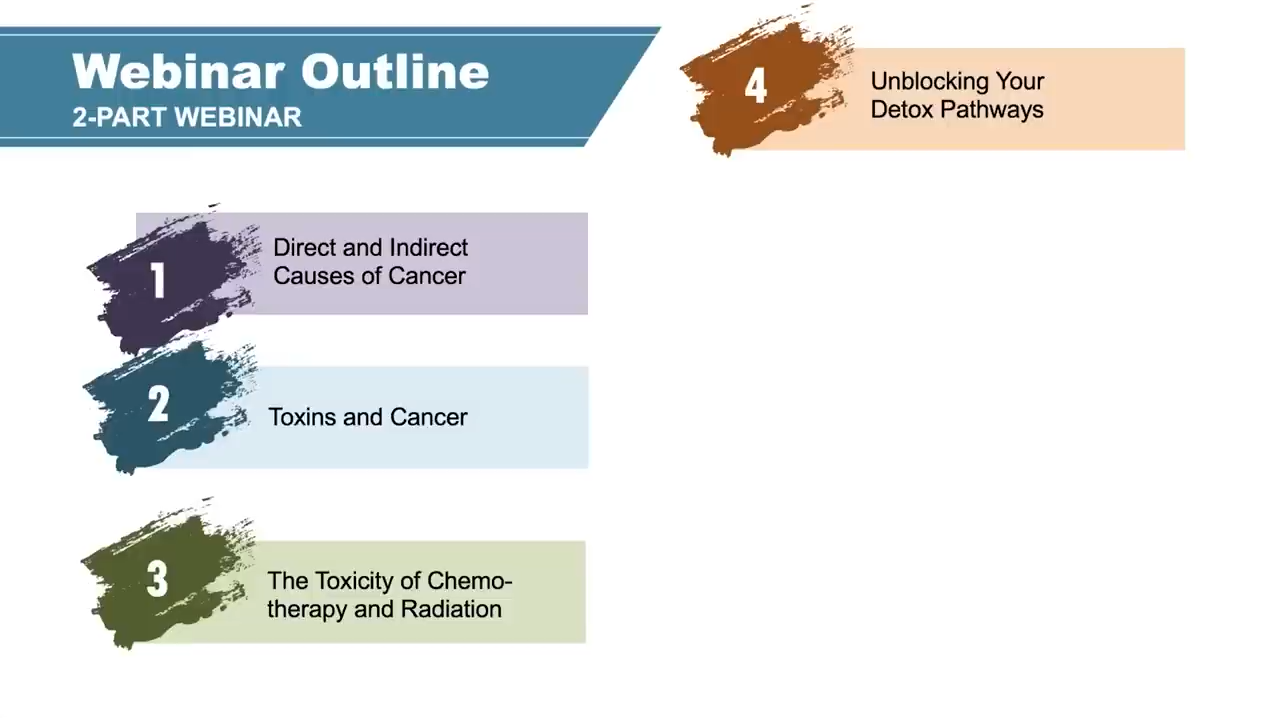 Webinar Outline
2-PART WEBINAR
1
Direct and Indirect
Causes of Cancer
2
Toxins and Cancer
3
The Toxicity of Chemo-
therapy and Radiation
4
Unblocking Your
Detox Pathways